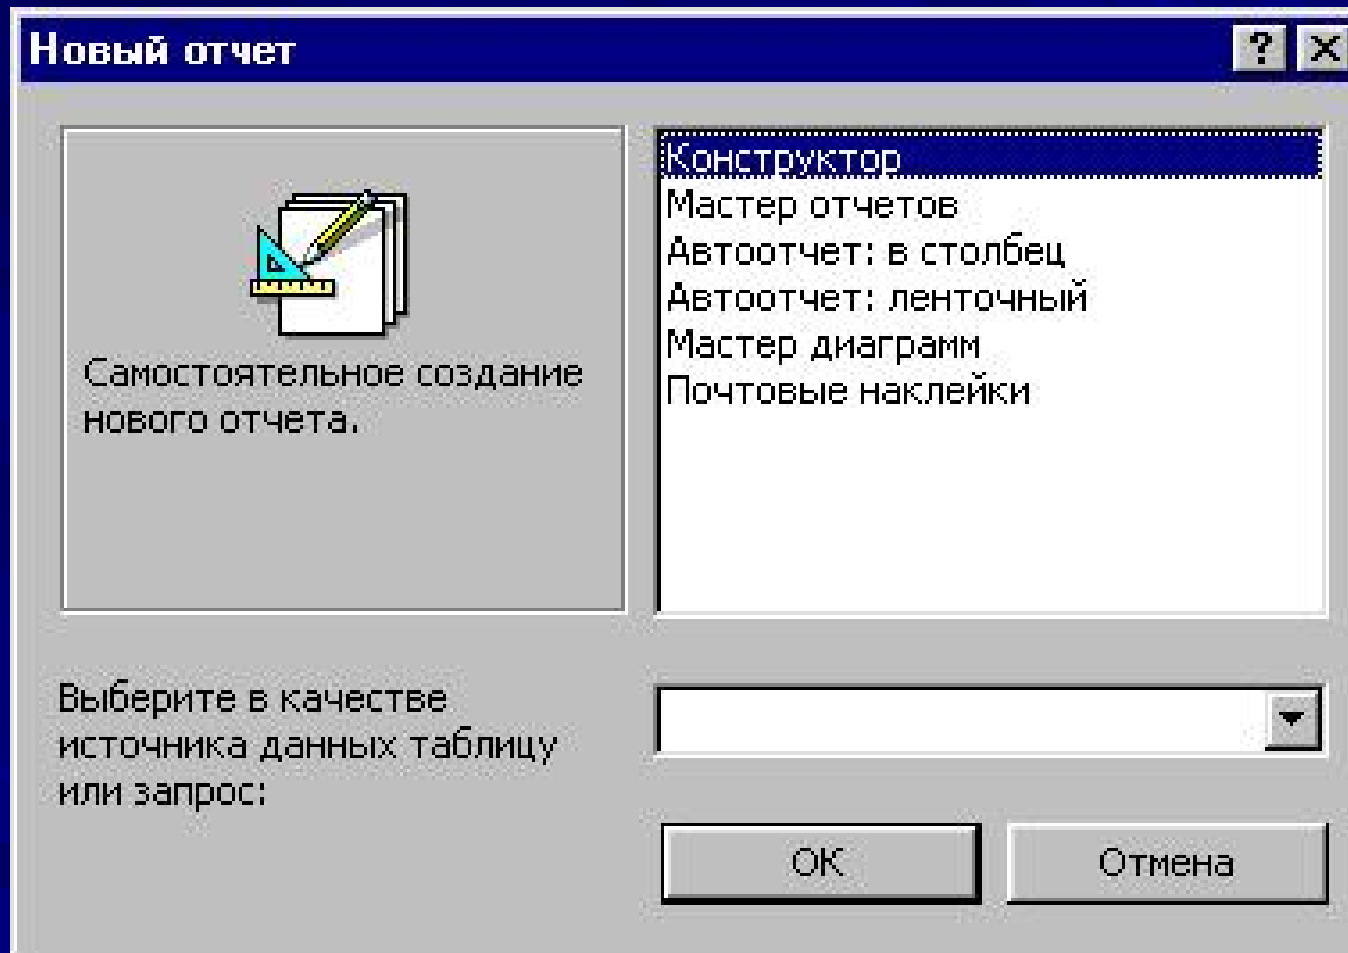 Новый отчет
Конструктор
Мастер отчетов
Автоотчет: в столбец
Автоотчет: ленточный
Мастер диаграмм
Почтовые наклейки
Самостоятельное создание
нового отчета.
Выберите в качестве
источника данных таблицу
или запрос:
ОК
Отмена